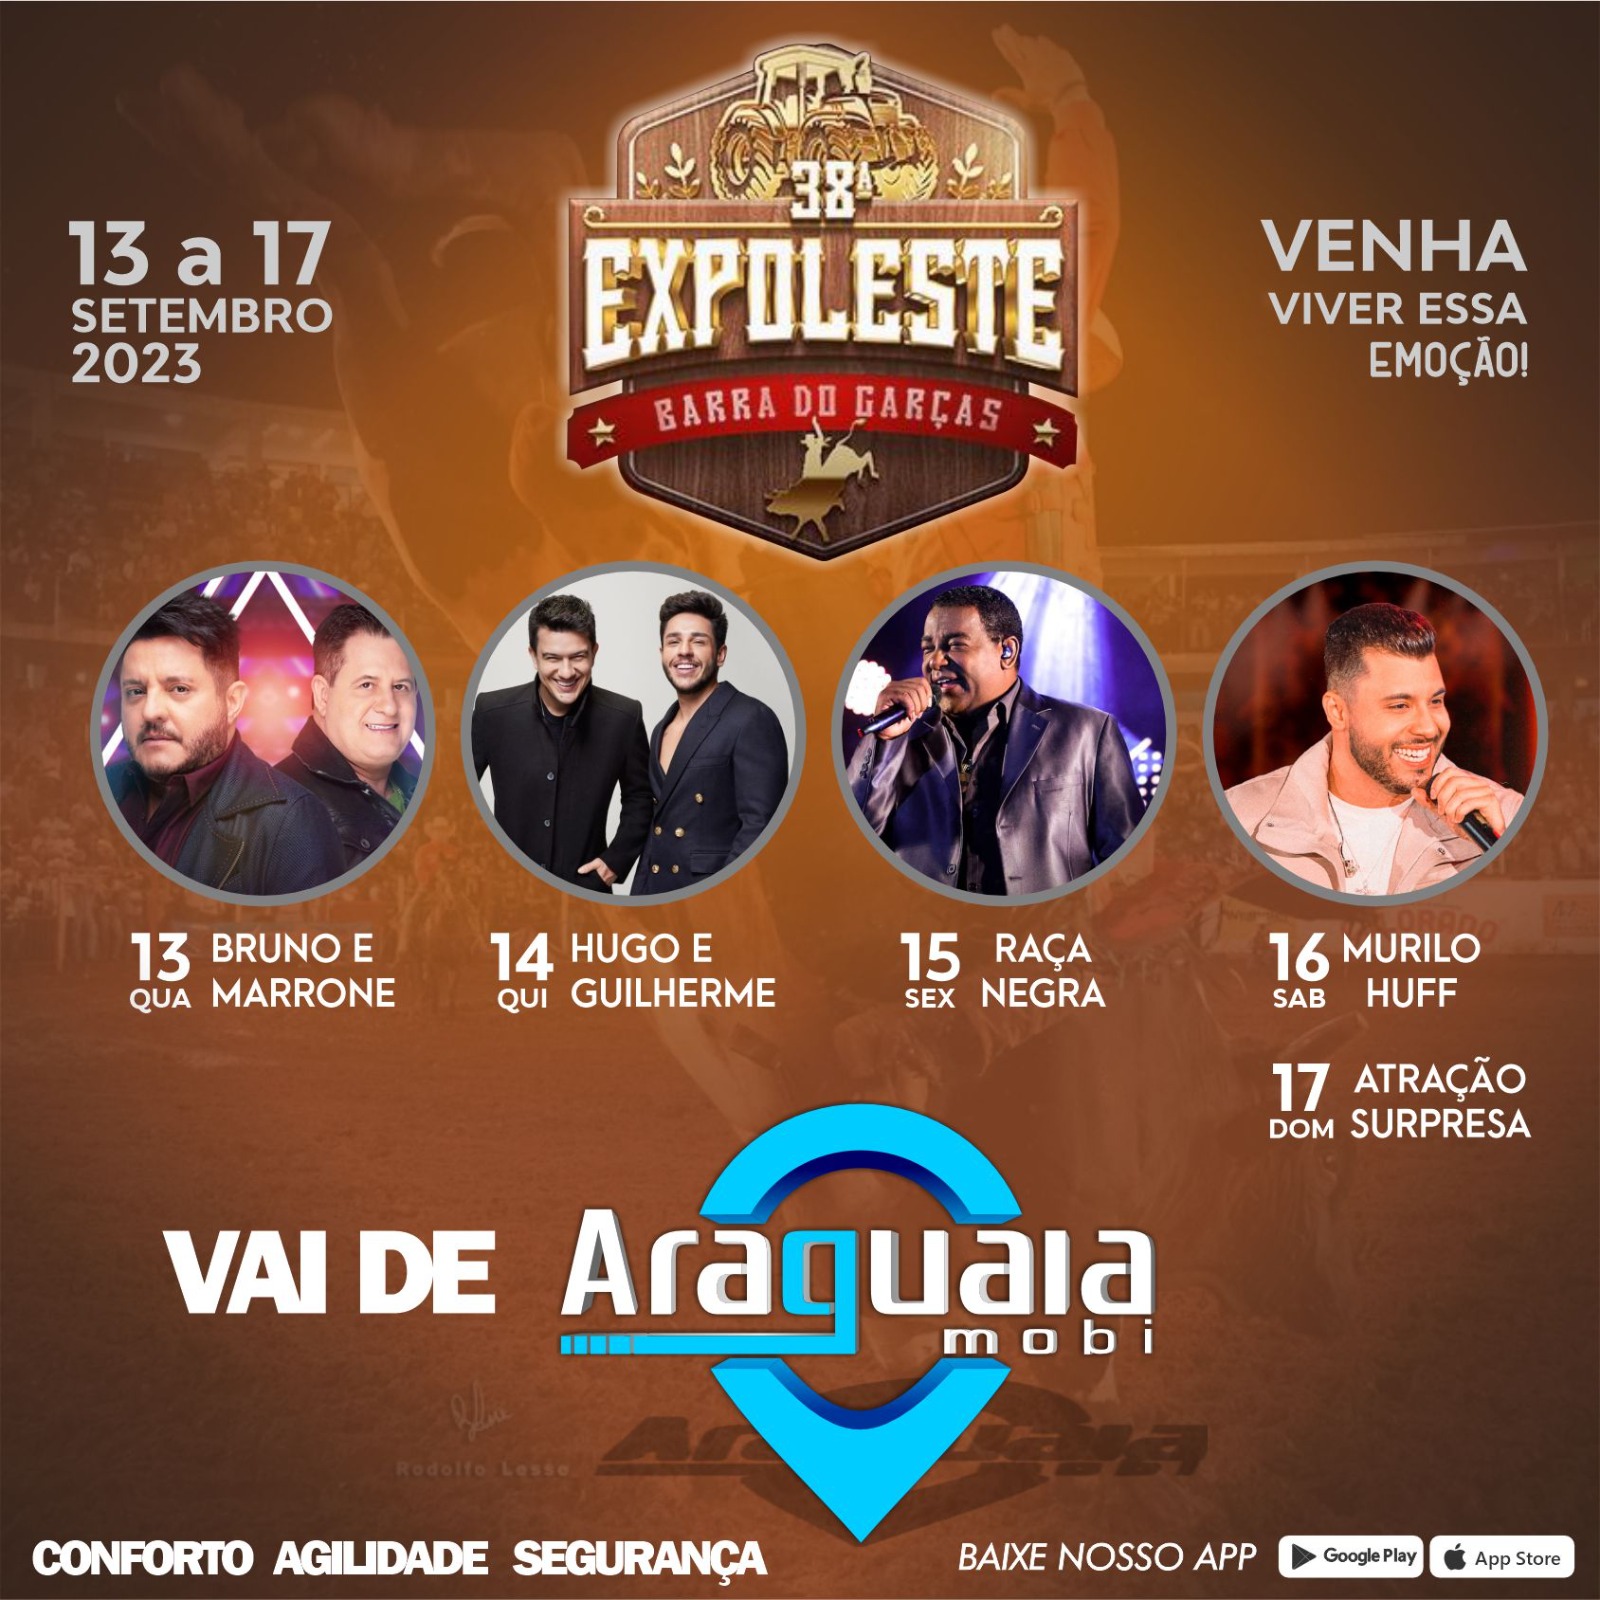 38ª
EXPOLESTE
BARRA DO GARÇAS
13 a 17
SETEMBRO
2023
VENHA
VIVER ESSA
EMOÇÃO!
13 QUA BRUNO E
MARRONE
14 QUI HUGO E
GUILHERME
15 SEX RAÇA
NEGRA
16 SAB MURILO
HUFF
17 DOM ATRAÇÃO
SURPRESA
VAI DE Araguaia
mobi
Rodolfo Lesse
CONFORTO AGILIDADE SEGURANÇA
BAIXE NOSSO APP Google Play App Store